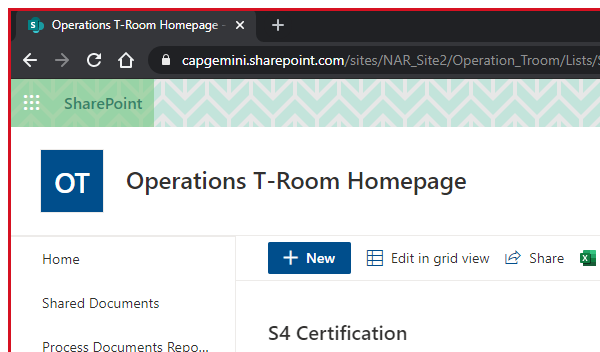 Operations T-Room Homepage -
capgemini.sharepoint.com/sites/NAR_Site2/Operation_Troom/Lists/S
SharePoint
OT
Operations T-Room Homepage
Home
+ New
Edit in grid view
Share
Shared Documents
S4 Certification
Process Documents Repo...